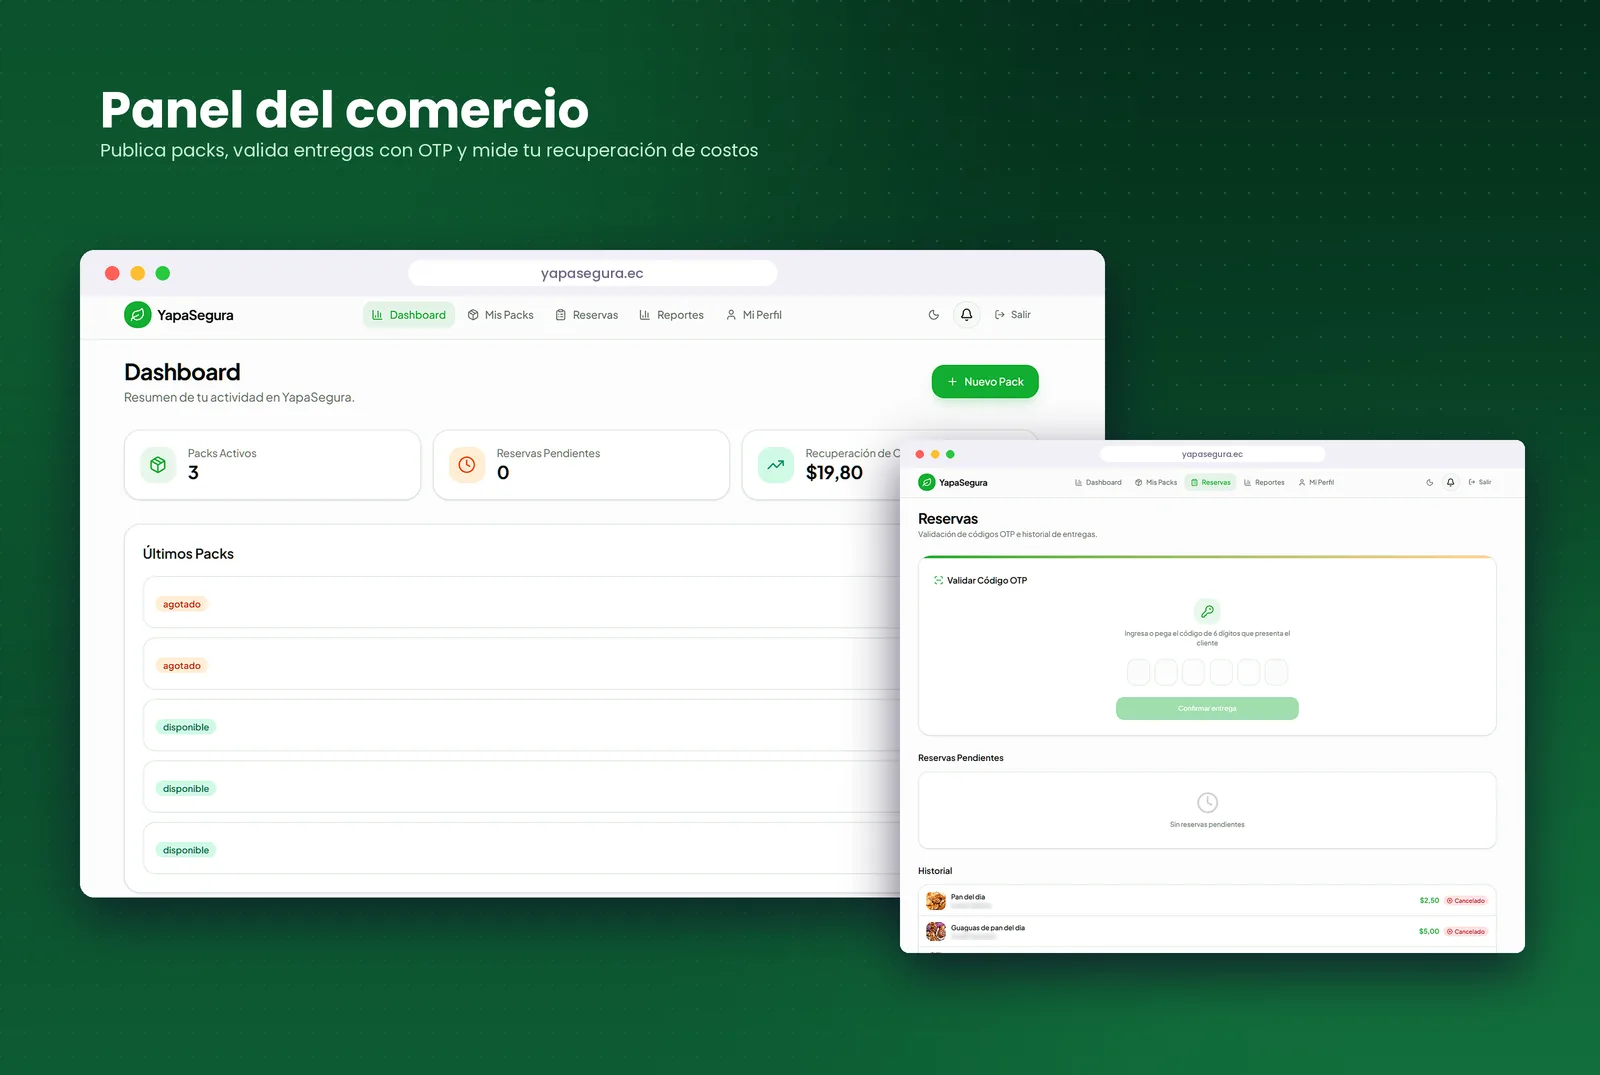 Panel del comercio
Publica packs, valida entregas con OTP y mide tu recuperación de costos
yapasegura.ec
YapaSegura
Dashboard
Mis Packs
Reservas
Reportes
Mi Perfil
Salir
Dashboard
Resumen de tu actividad en YapaSegura.
+ Nuevo Pack
Packs Activos
3
Reservas Pendientes
0
Recuperación de C
$19,80
Últimos Packs
agotado
agotado
disponible
disponible
disponible
yapasegura.ec
YapaSegura
Dashboard
Mis Packs
Reservas
Reportes
Mi Perfil
Salir
Reservas
Validación de códigos OTP e historial de entregas.
Validar Código OTP
Ingresa o pega el código de 6 dígitos que presenta el
cliente
Confirmar entrega
Reservas Pendientes
Sin reservas pendientes
Historial
Pan del dia
$2,50
Cancelado
Guaguas de pan del dia
$5,00
Cancelado